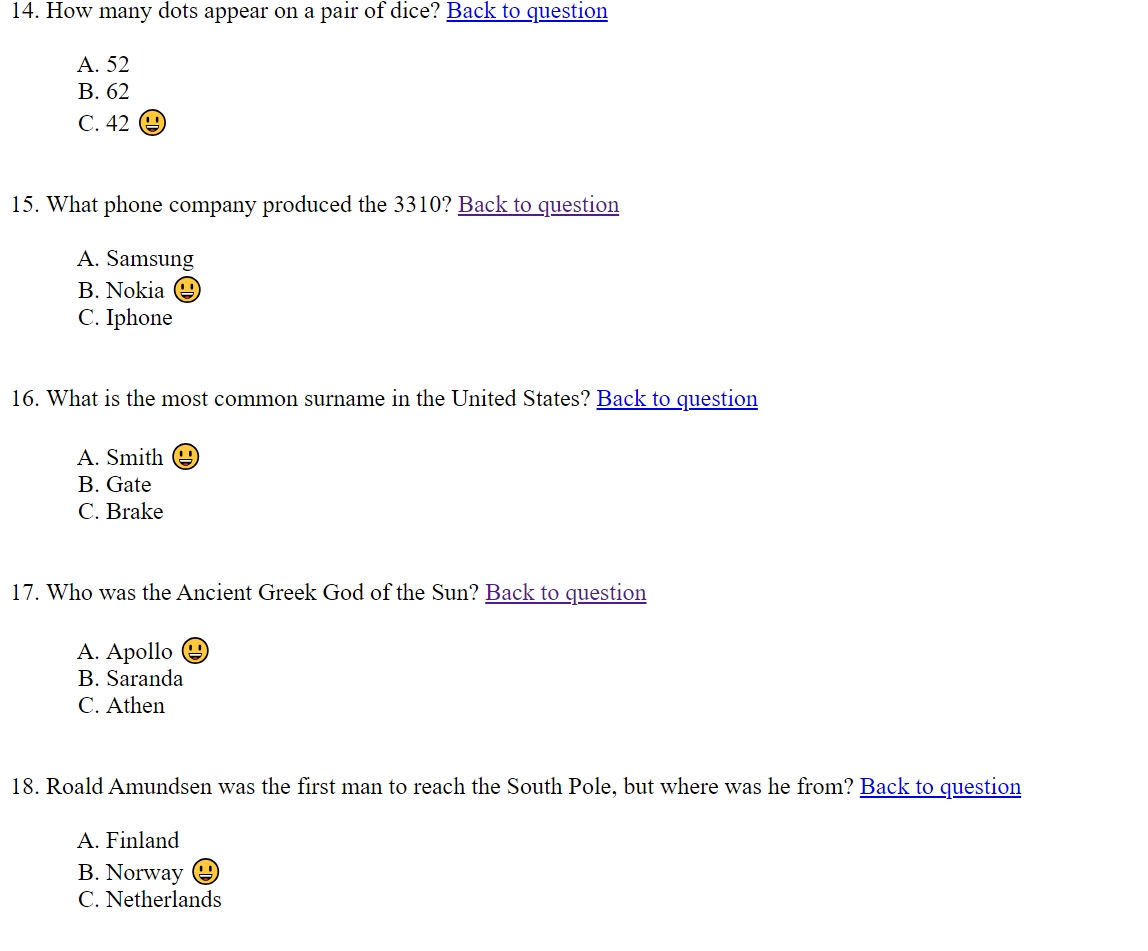 14. How many dots appear on a pair of dice? Back to question
A. 52
B. 62
C. 42
15. What phone company produced the 3310? Back to question
A. Samsung
B. Nokia
C. Iphone
16. What is the most common surname in the United States? Back to question
A. Smith
B. Gate
C. Brake
17. Who was the Ancient Greek God of the Sun? Back to question
A. Apollo
B. Saranda
C. Athen
18. Roald Amundsen was the first man to reach the South Pole, but where was he from? Back to question
A. Finland
B. Norway
C. Netherlands